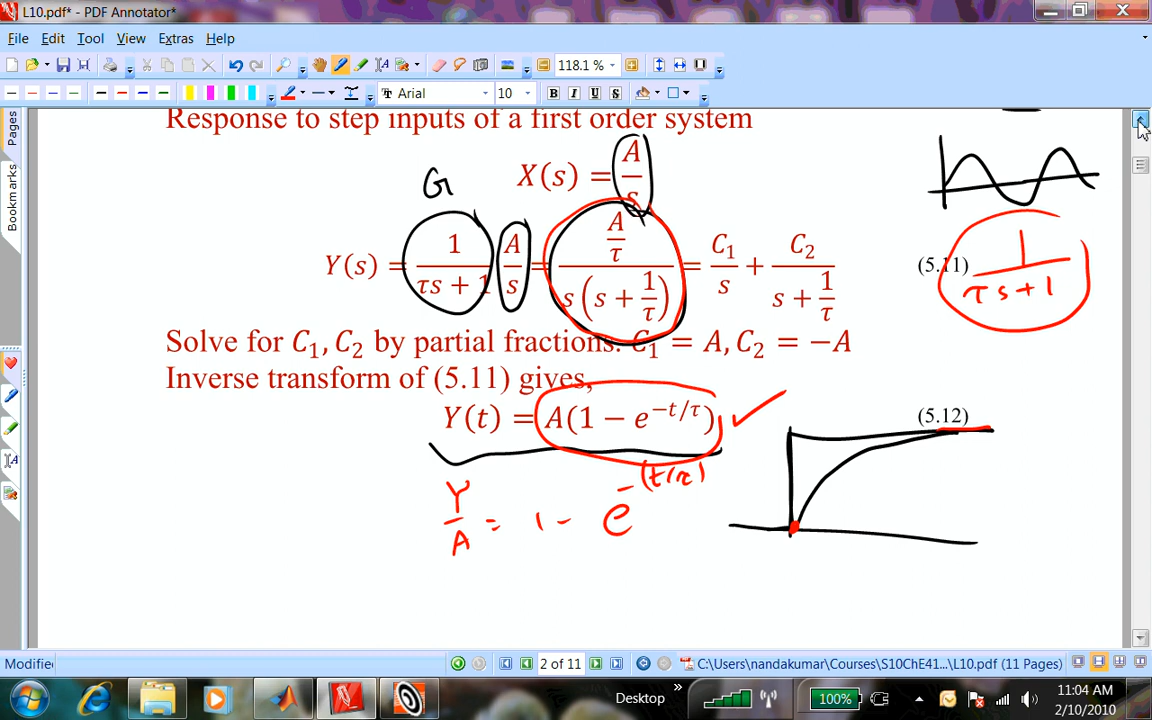 L10.pdf* - PDF Annotator*
File Edit Tool View Extras Help
118.1 %
Arial 10 B I U S
Pages
Bookmarks
Response to step inputs of a first order system
G
X(s) = A/s
Y(s) = 1/(τs + 1) A/s = (A/τ)/(s(s + 1/τ)) = C₁/s + C₂/(s + 1/τ) (5.11) 1/(τs+1)
Solve for C₁, C₂ by partial fractions. C₁ = A, C₂ = −A
Inverse transform of (5.11) gives,
Y(t) = A(1 − e^(−t/τ)) (5.12)
Y/A = 1 - e^-(t/τ)
Modifie 2 of 11 C:\Users\nandakumar\Courses\S10ChE41...\L10.pdf (11 Pages)
Desktop » 100% 11:04 AM
2/10/2010